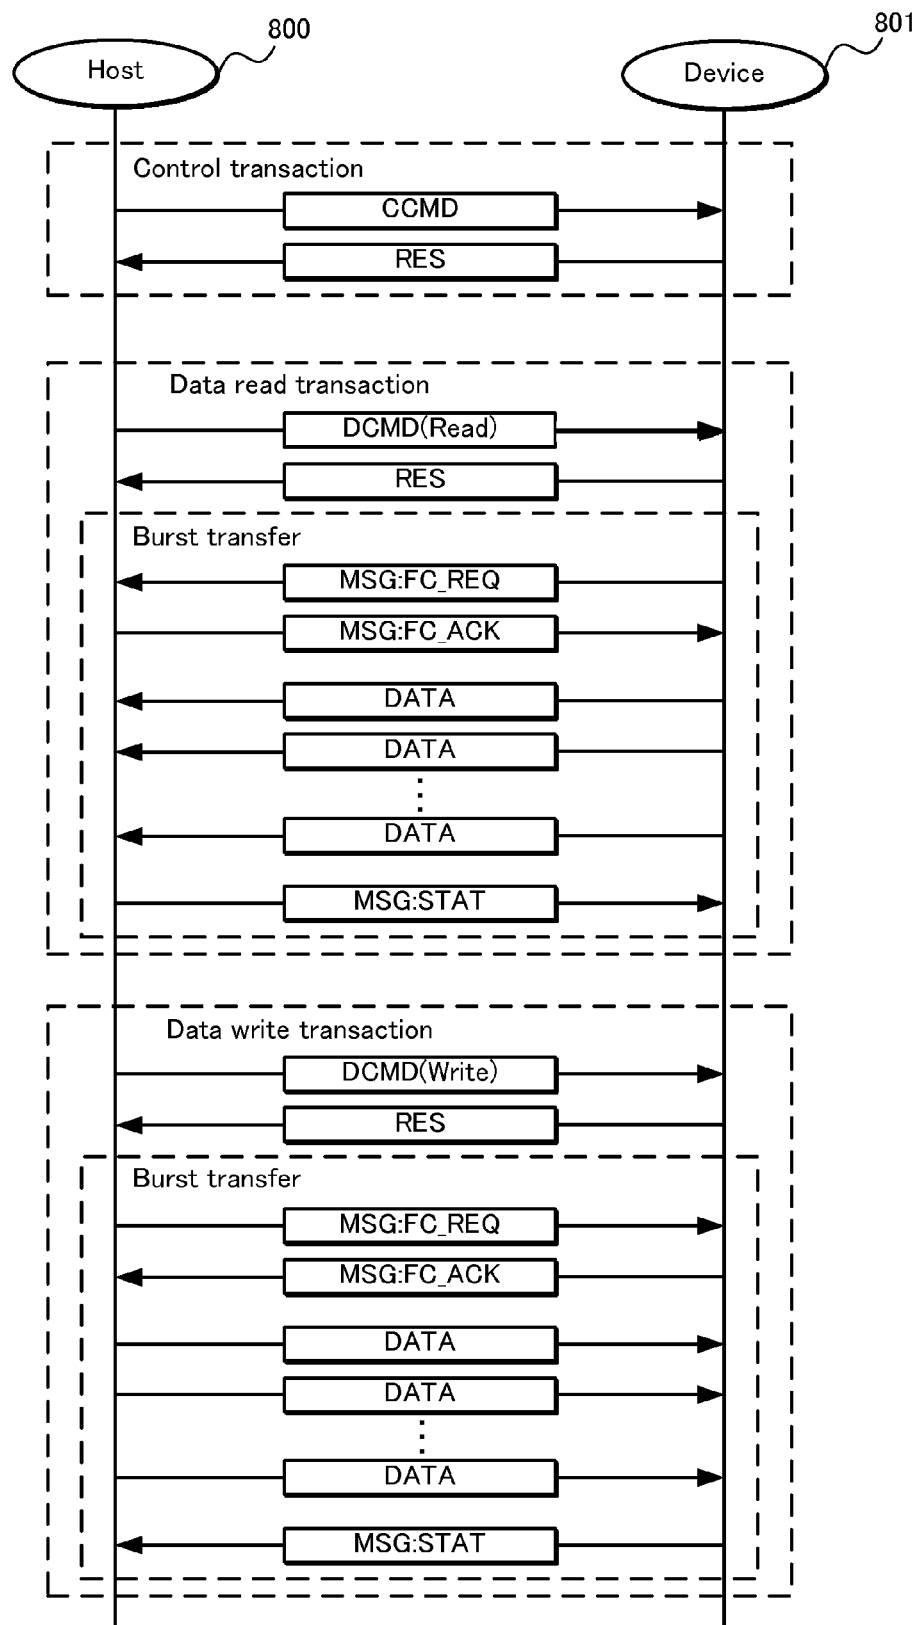 800
801
Host
Device
Control transaction
CCMD
RES
Data read transaction
DCMD(Read)
RES
Burst transfer
MSG:FC_REQ
MSG:FC_ACK
DATA
DATA
DATA
MSG:STAT
Data write transaction
DCMD(Write)
RES
Burst transfer
MSG:FC_REQ
MSG:FC_ACK
DATA
DATA
DATA
MSG:STAT